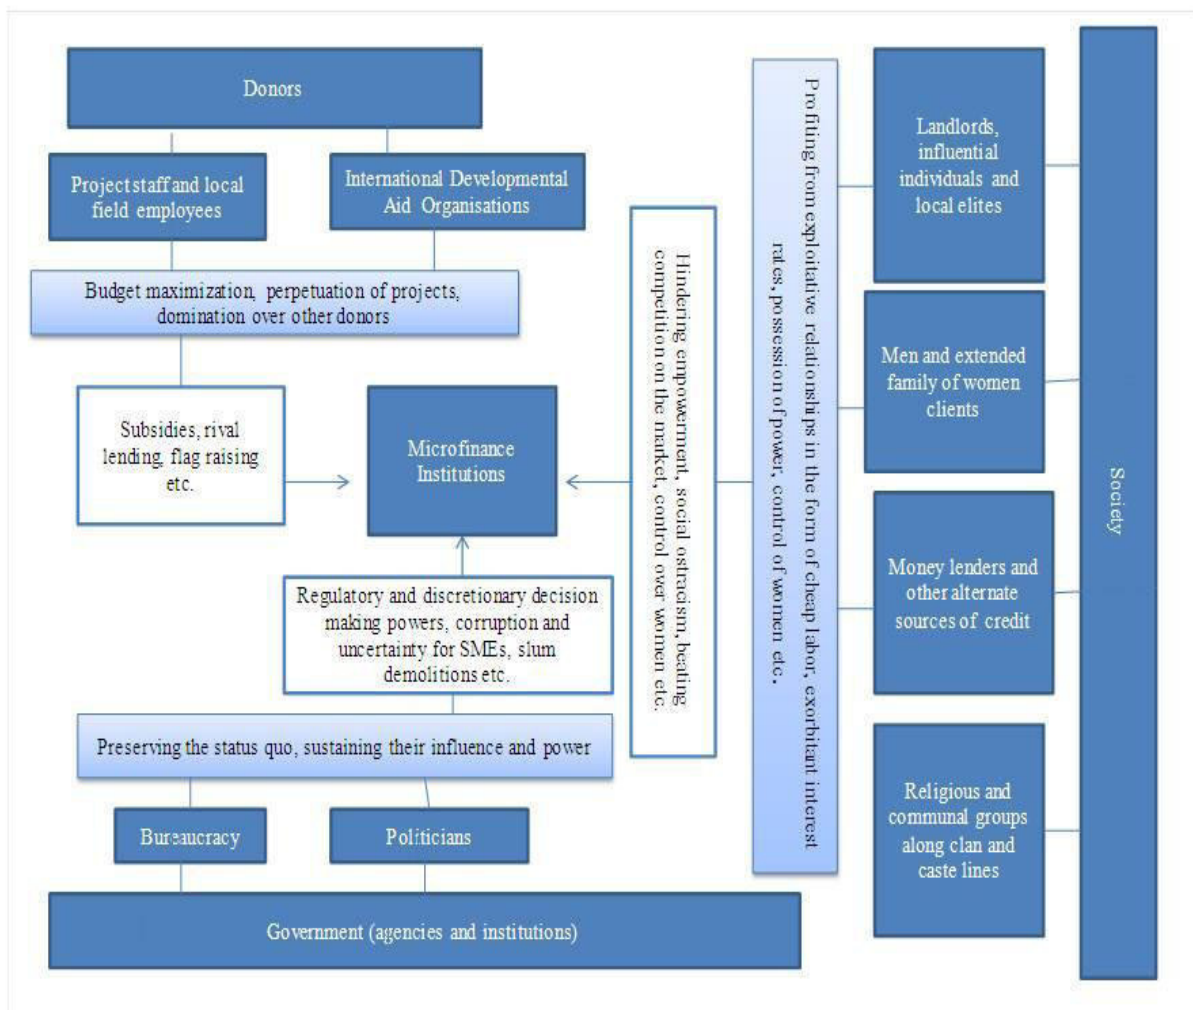 Donors
Project staff and local
field employees
International Developmental
Aid Organisations
Budget maximization, perpetuation of projects,
domination over other donors
Subsidies, rival
lending, flag raising
etc.
Microfinance
Institutions
Regulatory and discretionary decision
making powers, corruption and
uncertainty for SMEs, slum
demolitions etc.
Preserving the status quo, sustaining their influence and power
Bureaucracy
Politicians
Government (agencies and institutions)
Hindering empowerment, social ostracism, beating
competition on the market, control over women etc.
Profiting from exploitative relationships in the form of cheap labor, exorbitant interest
rates, possession of power, control of women etc.
Landlords,
influential
individuals and
local elites
Men and extended
family of women
clients
Money lenders and
other alternate
sources of credit
Religious and
communal groups
along clan and
caste lines
Society